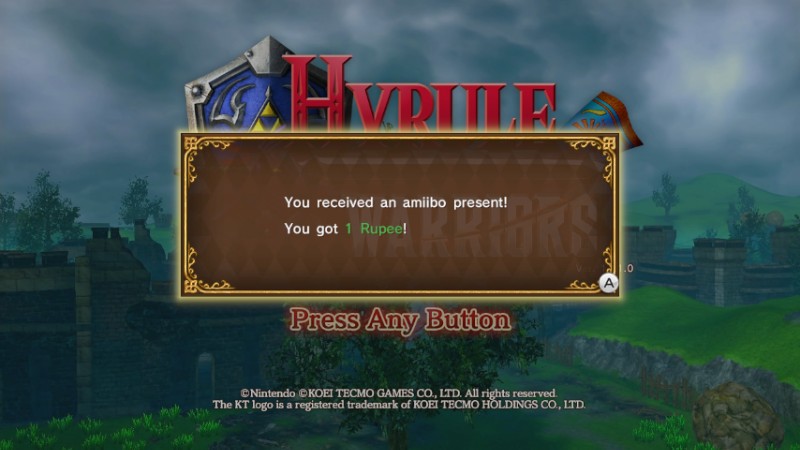 HYRULE
You received an amiibo present!
You got 1 Rupee!
WARRIORS
A
Press Any Button
©Nintendo ©KOEI TECMO GAMES CO., LTD. All rights reserved.
The KT logo is a registered trademark of KOEI TECMO HOLDINGS CO., LTD.